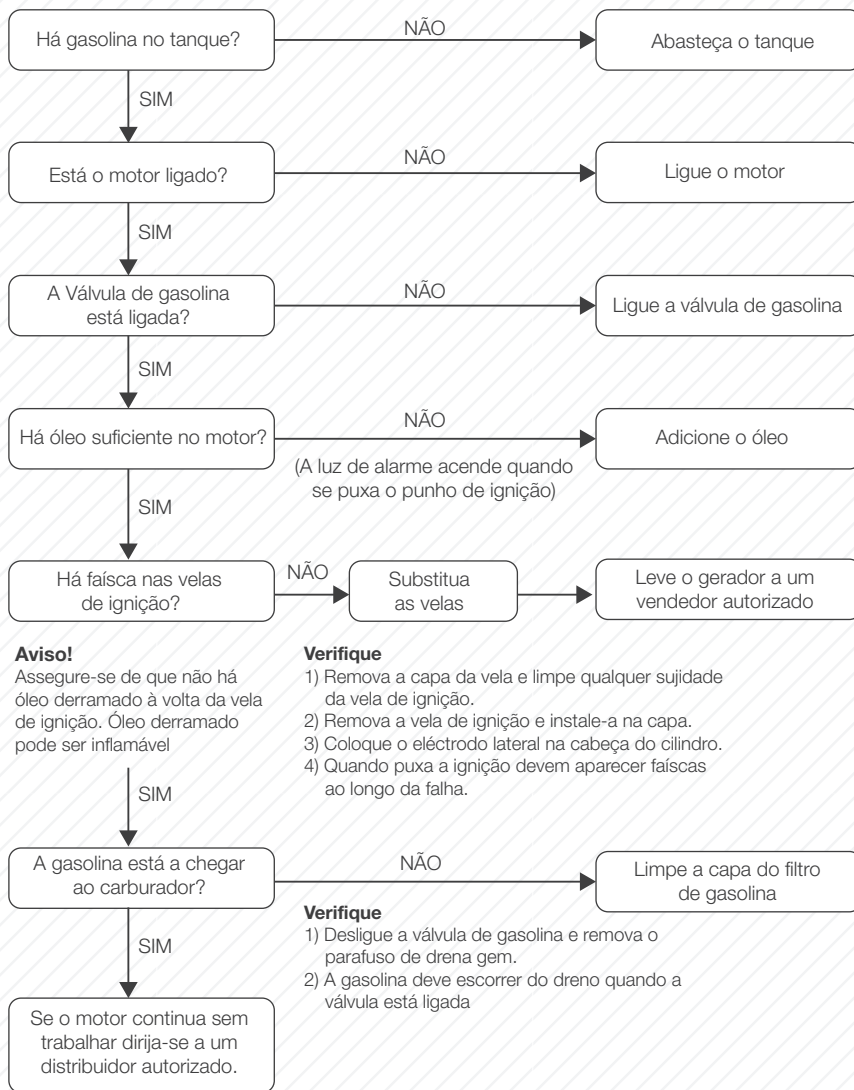 Há gasolina no tanque?
NÃO
Abasteça o tanque
SIM
Está o motor ligado?
NÃO
Ligue o motor
SIM
A Válvula de gasolina
está ligada?
NÃO
Ligue a válvula de gasolina
SIM
Há óleo suficiente no motor?
NÃO
(A luz de alarme acende quando
se puxa o punho de ignição)
Adicione o óleo
SIM
Há faísca nas velas
de ignição?
NÃO
Substitua
as velas
Leve o gerador a um
vendedor autorizado
Aviso!
Assegure-se de que não há
óleo derramado à volta da vela
de ignição. Óleo derramado
pode ser inflamável
Verifique
1) Remova a capa da vela e limpe qualquer sujidade
da vela de ignição.
2) Remova a vela de ignição e instale-a na capa.
3) Coloque o eléctrodo lateral na cabeça do cilindro.
4) Quando puxa a ignição devem aparecer faíscas
ao longo da falha.
SIM
A gasolina está a chegar
ao carburador?
NÃO
Limpe a capa do filtro
de gasolina
Verifique
1) Desligue a válvula de gasolina e remova o
parafuso de drena gem.
2) A gasolina deve escorrer do dreno quando a
válvula está ligada
SIM
Se o motor continua sem
trabalhar dirija-se a um
distribuidor autorizado.